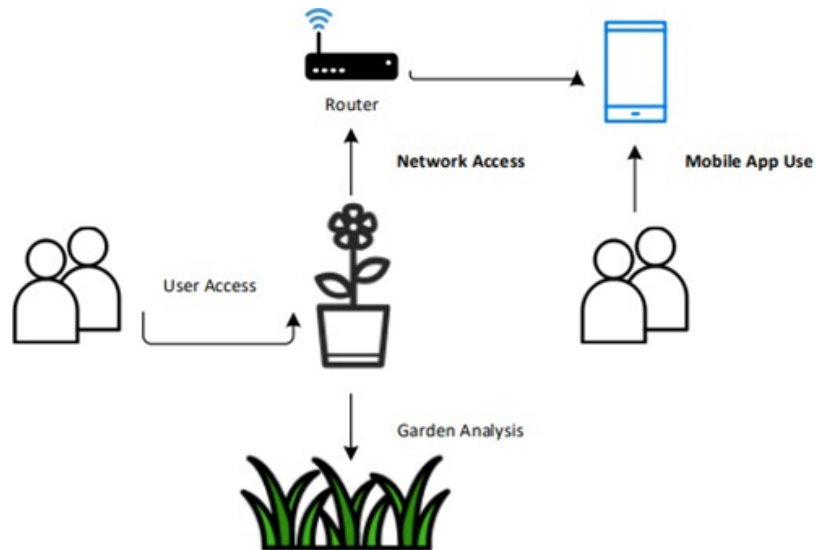 Router
Network Access
Mobile App Use
User Access
Garden Analysis